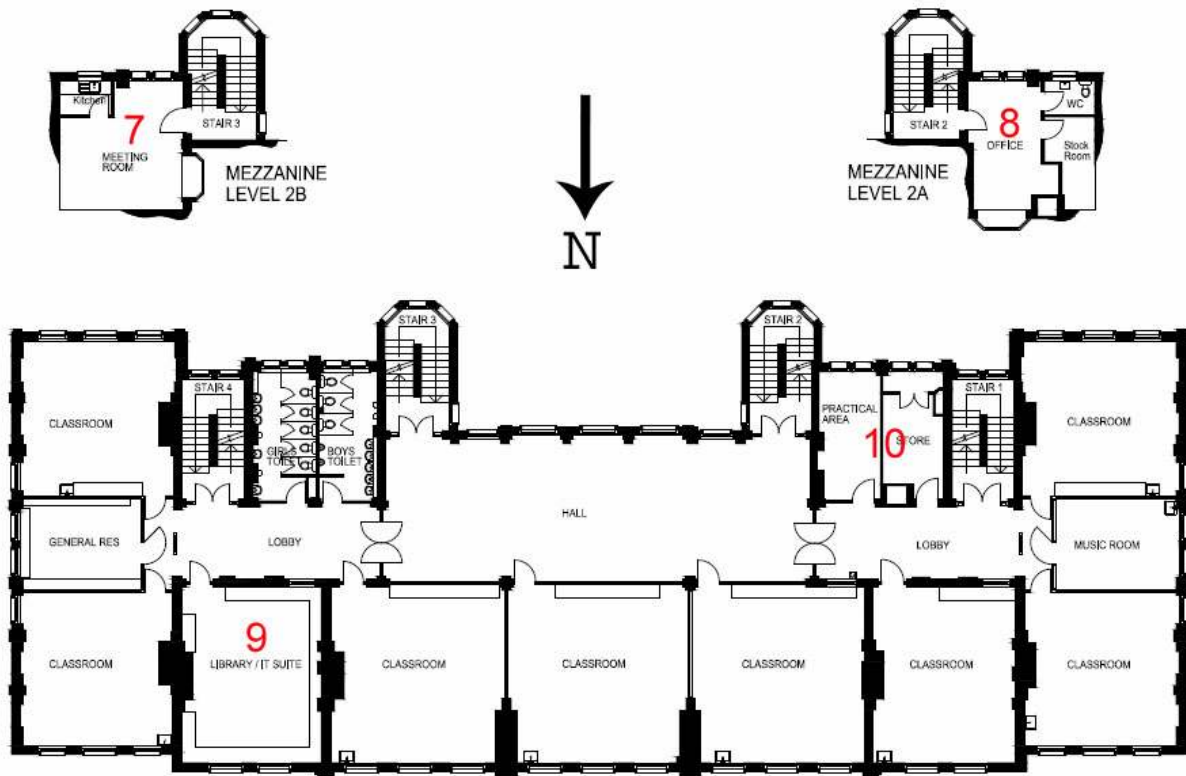 Kitchen
7
MEETING
ROOM
STAIR 3
MEZZANINE
LEVEL 2B
N
STAIR 2
8
OFFICE
WC
Stock
Room
MEZZANINE
LEVEL 2A
STAIR 3
STAIR 2
CLASSROOM
STAIR 4
GIRLS
TOILET
BOYS
TOILET
PRACTICAL
AREA
10
STORE
STAIR 1
CLASSROOM
GENERAL RES
LOBBY
HALL
LOBBY
MUSIC ROOM
CLASSROOM
9
LIBRARY / IT SUITE
CLASSROOM
CLASSROOM
CLASSROOM
CLASSROOM
CLASSROOM